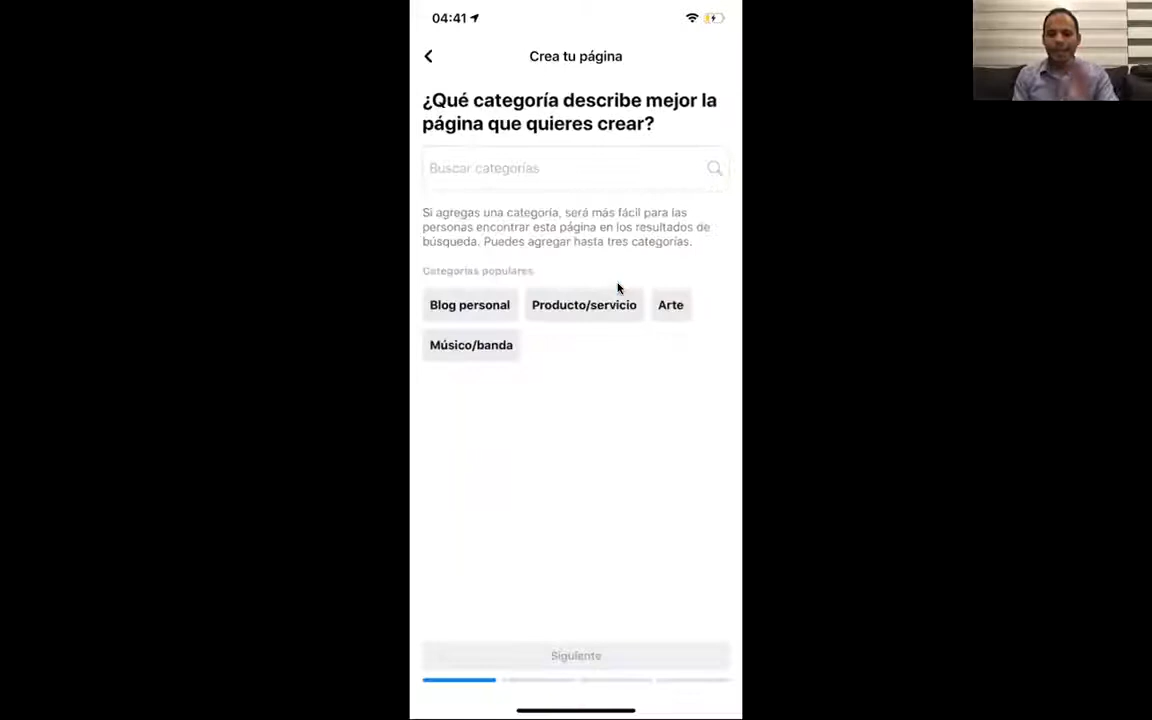 04:41
Crea tu página
¿Qué categoría describe mejor la
página que quieres crear?
Buscar categorías
Si agregas una categoría, será más fácil para las
personas encontrar esta página en los resultados de
búsqueda. Puedes agregar hasta tres categorías.
Categorías populares
Blog personal Producto/servicio Arte
Músico/banda
Siguiente